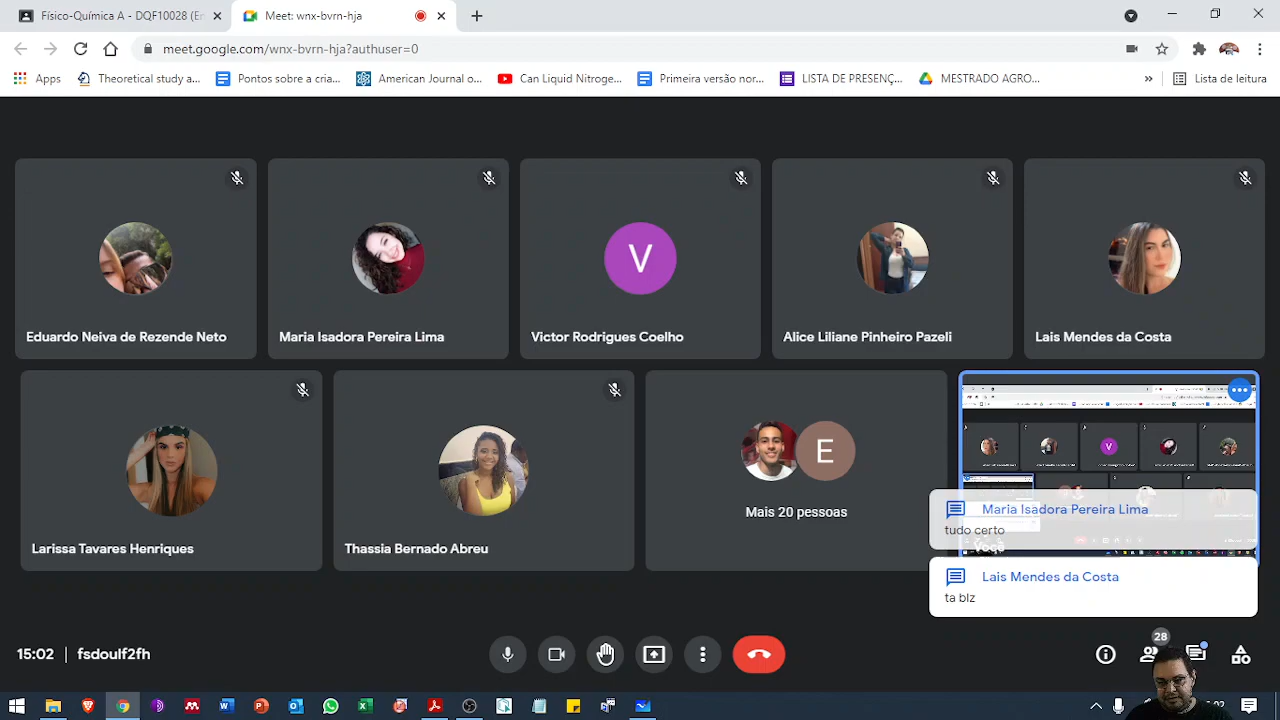 Físico-Química - DQF10028 (En
Meet: wnx-bvrn-hja
meet.google.com/wnx-bvrn-hja?authuser=0
Apps
Theoretical study a...
Pontos sobre a cria...
American Journal o...
Can Liquid Nitroge...
Primeira versão nor...
LISTA DE PRESENÇ...
MESTRADO AGRO...
»
Lista de leitura
Eduardo Neiva de Rezende Neto
Maria Isadora Pereira Lima
V
Victor Rodrigues Coelho
Alice Liliane Pinheiro Pazeli
Lais Mendes da Costa
Larissa Tavares Henriques
Thassia Bernado Abreu
E
Mais 20 pessoas
Maria Isadora Pereira Lima
tudo certo
Você
Lais Mendes da Costa
ta blz
15:02 | fsdoulf2fh
28